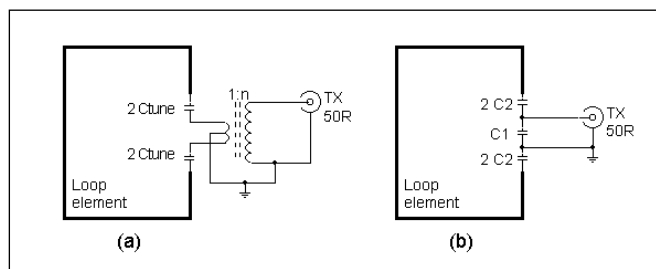 1:n
2 Ctune
TX
50R
2 Ctune
Loop
element
(a)
2 C2
C1
TX
50R
2 C2
Loop
element
(b)